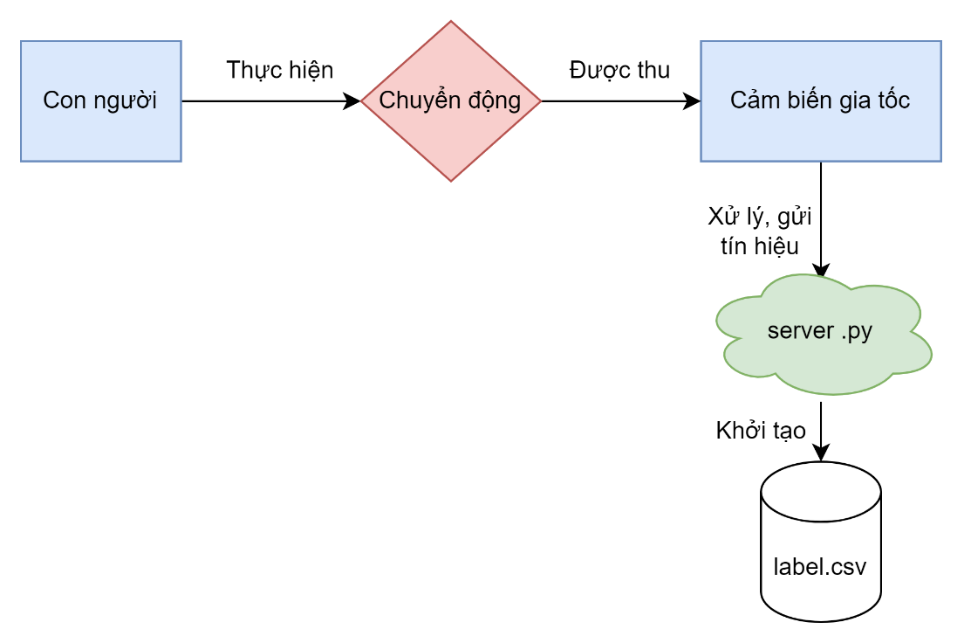 Thực hiện
Được thu
Con người
Chuyển động
Cảm biến gia tốc
Xử lý, gửi
tín hiệu
server .py
Khởi tạo
label.csv